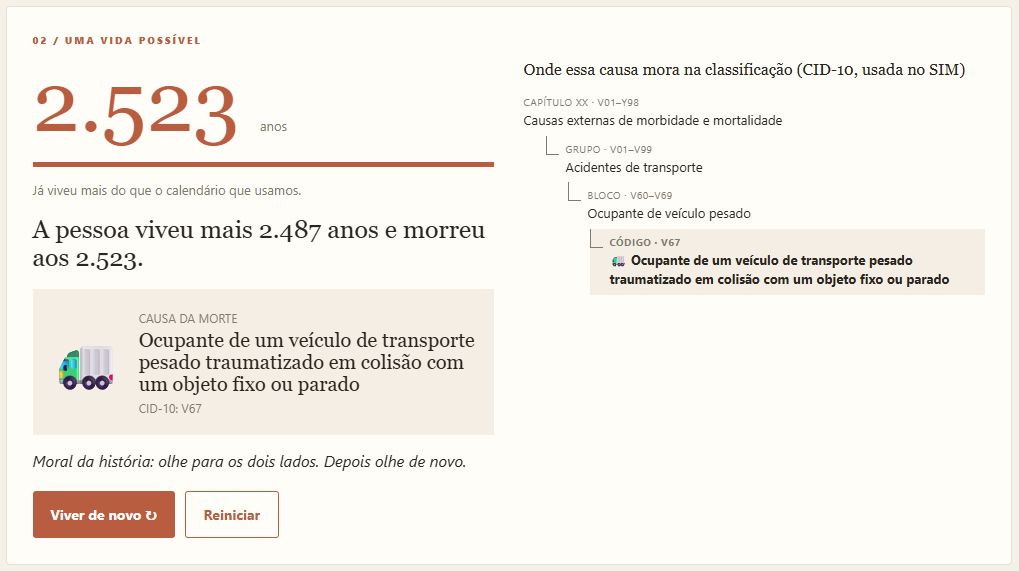 02 / UMA VIDA POSSÍVEL
2.523 anos
Já viveu mais do que o calendário que usamos.
A pessoa viveu mais 2.487 anos e morreu
aos 2.523.
CAUSA DA MORTE
Ocupante de um veículo de transporte
pesado traumatizado em colisão com
um objeto fixo ou parado
CID-10: V67
Moral da história: olhe para os dois lados. Depois olhe de novo.
Viver de novo ↻
Reiniciar
Onde essa causa mora na classificação (CID-10, usada no SIM)
CAPÍTULO XX · V01–Y98
Causas externas de morbidade e mortalidade
GRUPO · V01–V99
Acidentes de transporte
BLOCO · V60–V69
Ocupante de veículo pesado
CÓDIGO · V67
Ocupante de um veículo de transporte pesado
traumatizado em colisão com um objeto fixo ou parado